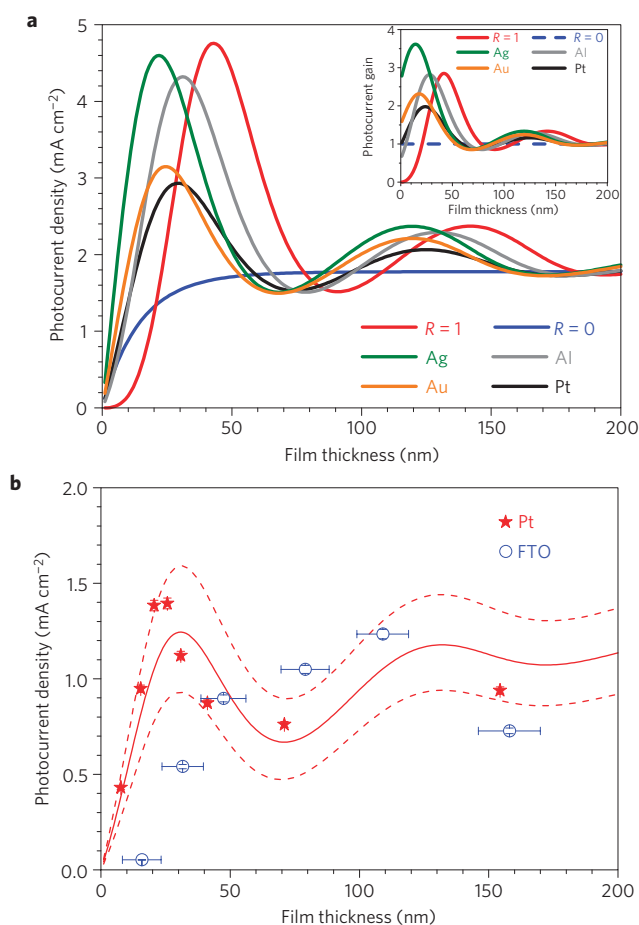 a
Photocurrent density (mA cm⁻²)
5
4
3
2
1
0
0
50
100
150
200
Film thickness (nm)
R = 1
R = 0
Ag
Al
Au
Pt
Photocurrent gain
4
3
2
1
0
0
50
100
150
200
Film thickness (nm)
R = 1
R = 0
Ag
Al
Au
Pt
b
Photocurrent density (mA cm⁻²)
2.0
1.5
1.0
0.5
0.0
0
50
100
150
200
Film thickness (nm)
Pt
FTO